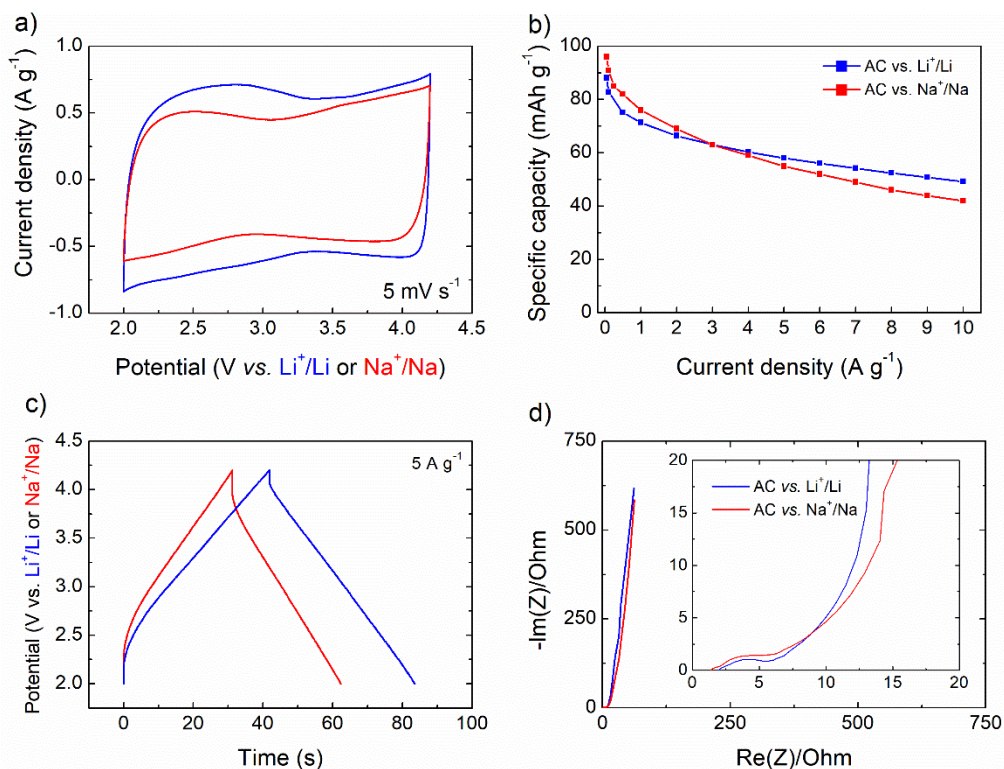 a)
Current density (A g⁻¹)
1.0
0.5
0.0
-0.5
-1.0
5 mV s⁻¹
2.0 2.5 3.0 3.5 4.0 4.5
Potential (V vs. Li⁺/Li or Na⁺/Na)
b)
Specific capacity (mAh g⁻¹)
100
80
60
40
20
0
AC vs. Li⁺/Li
AC vs. Na⁺/Na
0 1 2 3 4 5 6 7 8 9 10
Current density (A g⁻¹)
c)
Potential (V vs. Li⁺/Li or Na⁺/Na)
4.5
4.0
3.5
3.0
2.5
2.0
5 A g⁻¹
0 20 40 60 80 100
Time (s)
d)
-Im(Z)/Ohm
750
500
250
0
20
15
10
5
0
AC vs. Li⁺/Li
AC vs. Na⁺/Na
0 5 10 15 20
0 250 500 750
Re(Z)/Ohm